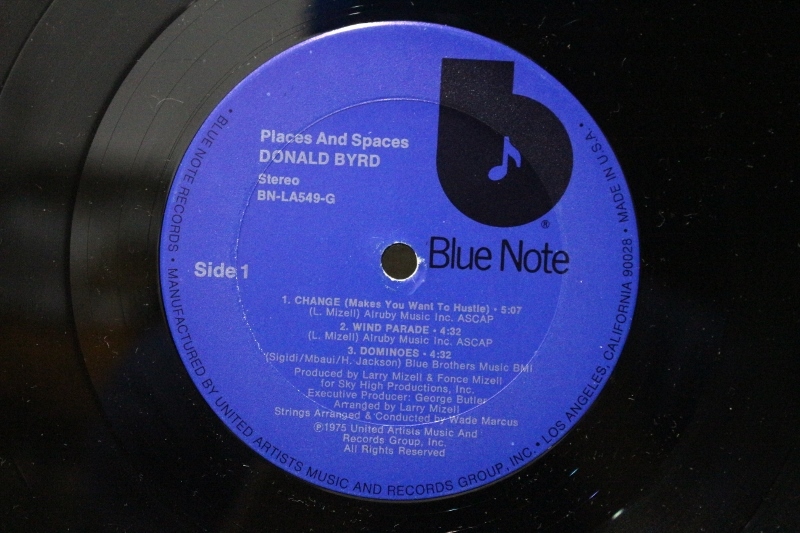 Places And Spaces
DONALD BYRD
Stereo
BN-LA549-G
®
Blue Note
Side 1
1. CHANGE (Makes You Want To Hustle) • 5:07
(L. Mizell) Alruby Music Inc. ASCAP
2. WIND PARADE • 4:32
(L. Mizell) Alruby Music Inc. ASCAP
3. DOMINOES • 4:32
(Sigidi/Mbaui/H. Jackson) Blue Brothers Music BMI
Produced by Larry Mizell & Fonce Mizell
for Sky High Productions, Inc.
Executive Producer: George Butler
Arranged by Larry Mizell
Strings Arranged & Conducted by Wade Marcus
℗1975 United Artists Music And
Records Group, Inc.
All Rights Reserved
• BLUE NOTE RECORDS • MANUFACTURED BY UNITED ARTISTS MUSIC AND RECORDS GROUP, INC. • LOS ANGELES, CALIFORNIA 90028 • MADE IN U.S.A. •